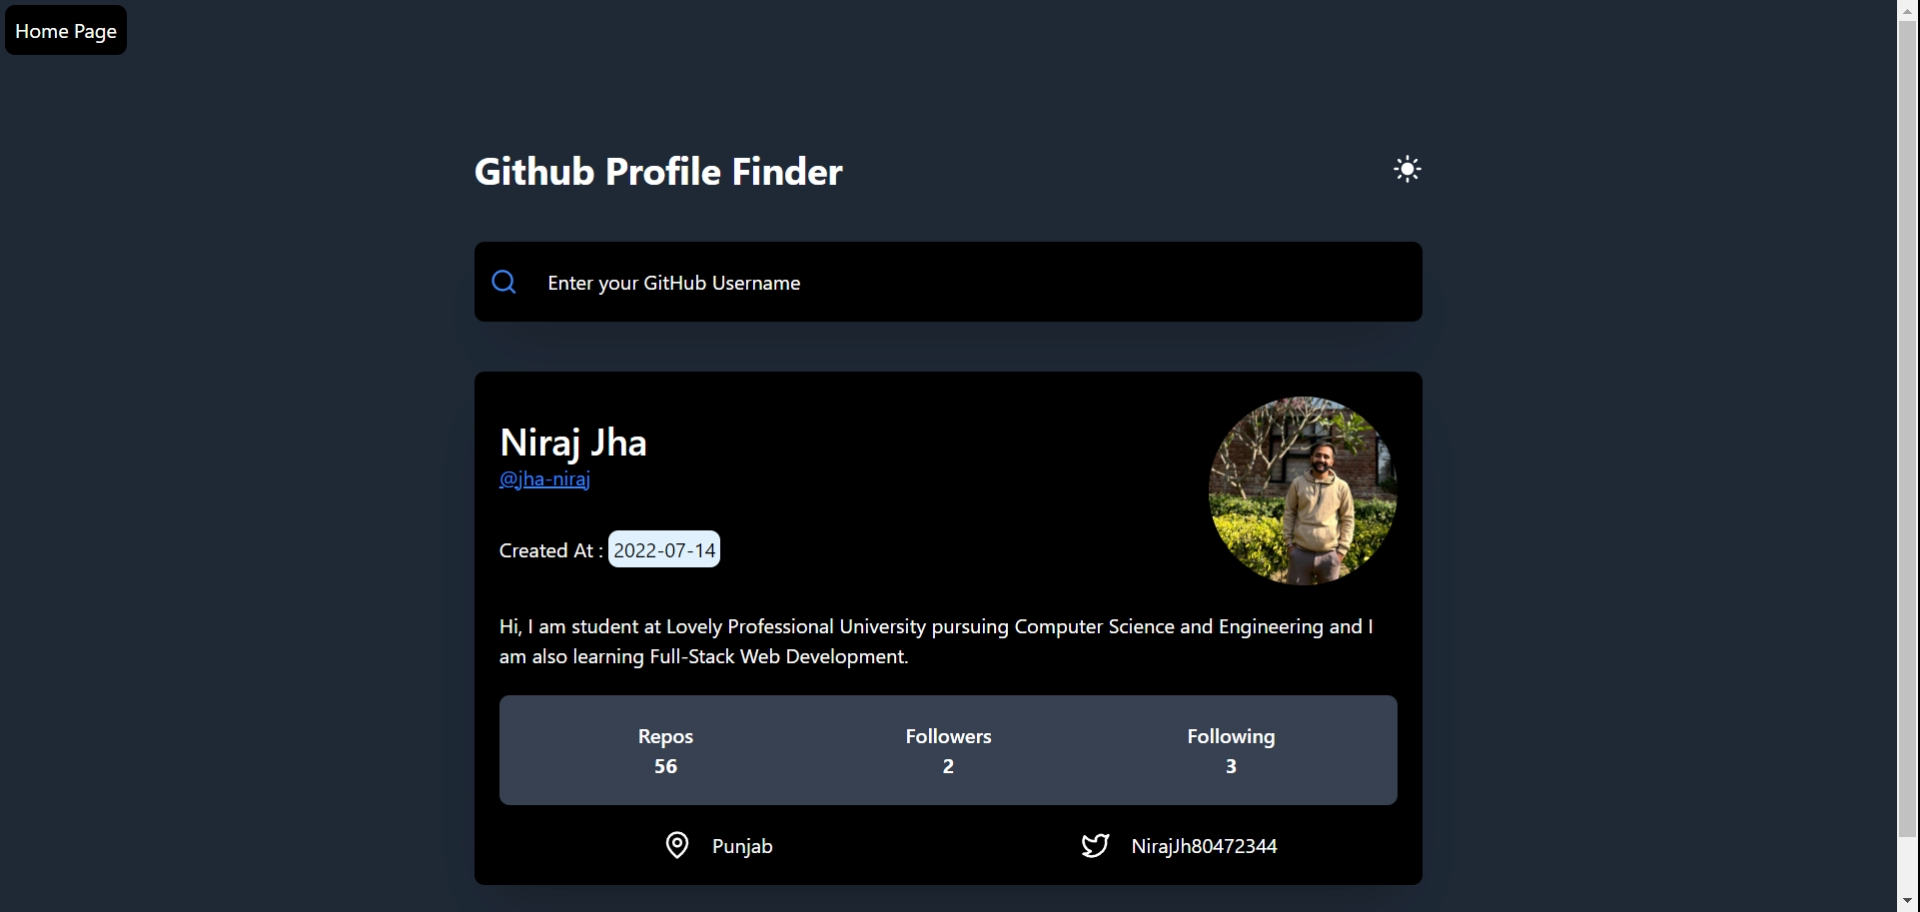 Home Page
Github Profile Finder
Enter your GitHub Username
Niraj Jha
@jha-niraj
Created At : 2022-07-14
Hi, I am student at Lovely Professional University pursuing Computer Science and Engineering and I
am also learning Full-Stack Web Development.
Repos Followers Following
56 2 3
Punjab NirajJh80472344